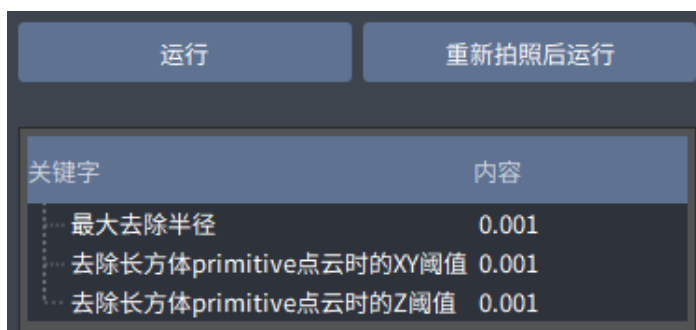 运行 重新拍照后运行
关键字 内容
最大去除半径 0.001
去除长方体primitive点云时的XY阈值 0.001
去除长方体primitive点云时的Z阈值 0.001